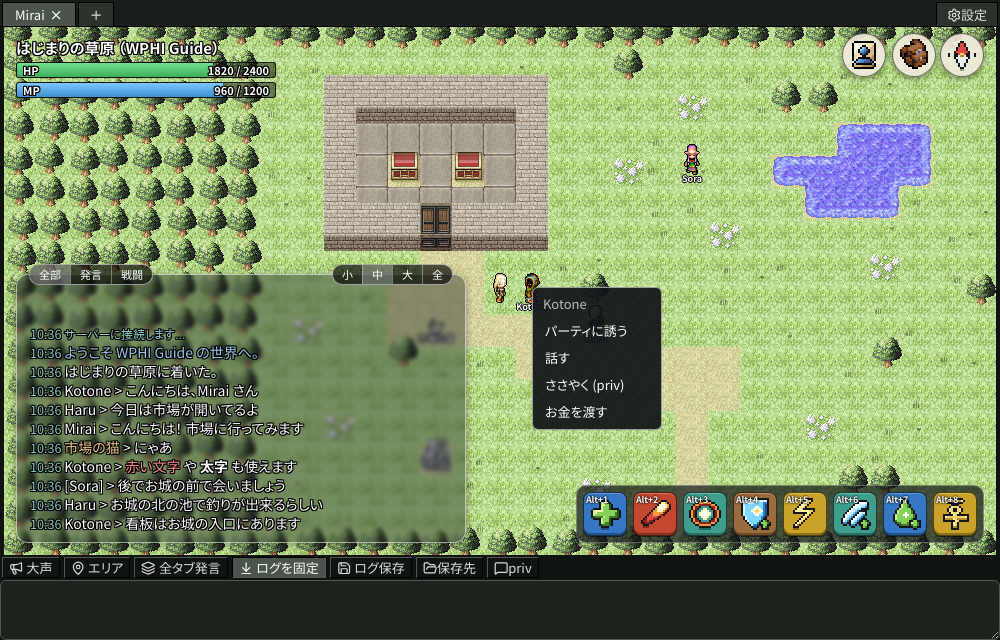 Mirai ✕
+
設定
はじまりの草原 (WPHI Guide)
HP 1820 / 2400
MP 960 / 1200
Sora
全部 発言 戦闘
小 中 大 全
Kotone
パーティに誘う
話す
ささやく (priv)
お金を渡す
10:36 サーバーに接続します...
10:36 ようこそ WPHI Guide の世界へ。
10:36 はじまりの草原に着いた。
10:36 Kotone > こんにちは、Mirai さん
10:36 Haru > 今日は市場が開いてるよ
10:36 Mirai > こんにちは! 市場に行ってみます
10:36 市場の猫 > にゃあ
10:36 Kotone > 赤い文字 や 太字 も使えます
10:36 [Sora] > 後でお城の前で会いましょう
10:36 Haru > お城の北の池で釣りが出来るらしい
10:36 Kotone > 看板はお城の入口にあります
Alt+1 Alt+2 Alt+3 Alt+4 Alt+5 Alt+6 Alt+7 Alt+8
大声 エリア 全タブ発言 ログを固定 ログ保存 保存先 priv